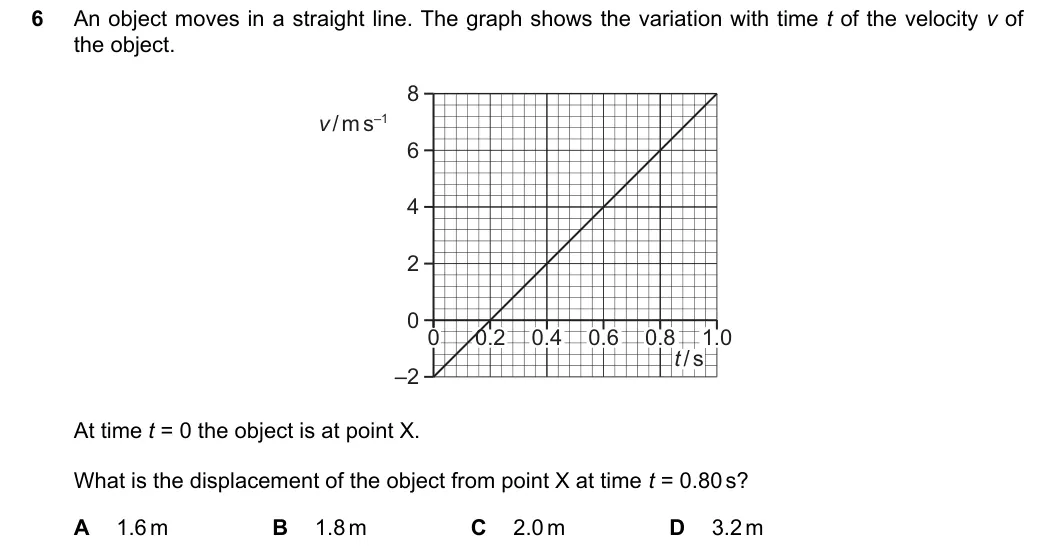 6 An object moves in a straight line. The graph shows the variation with time t of the velocity v of
the object.
8
v/m s⁻¹
6
4
2
0
0 0.2 0.4 0.6 0.8 1.0
t/s
–2
At time t = 0 the object is at point X.
What is the displacement of the object from point X at time t = 0.80 s?
A 1.6 m B 1.8 m C 2.0 m D 3.2 m